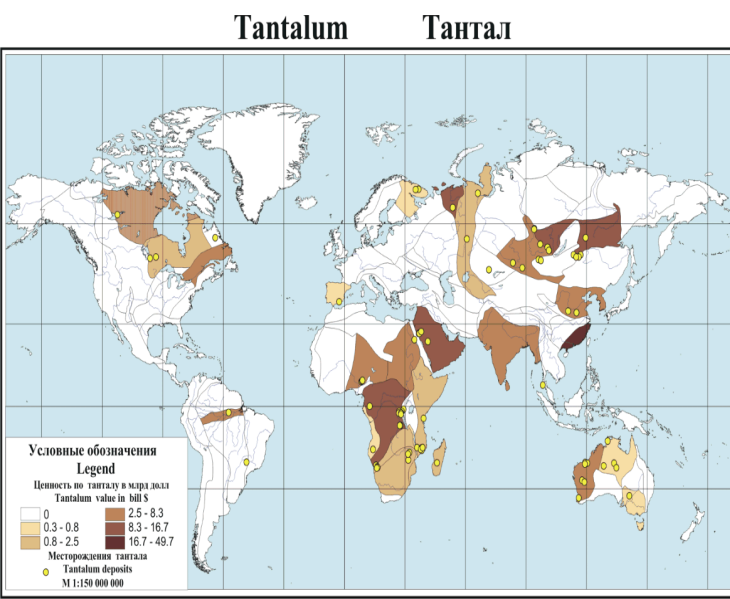 Tantalum Тантал
Условные обозначения
Legend
Ценность по танталу в млрд долл
Tantalum value in bill $
0 2.5 - 8.3
0.3 - 0.8 8.3 - 16.7
0.8 - 2.5 16.7 - 49.7
Месторождения тантала
Tantalum deposits
М 1:150 000 000